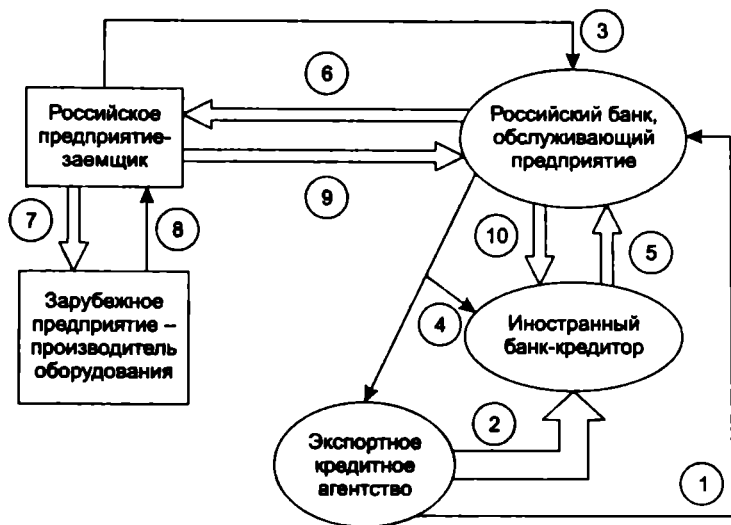 3
6
Российское
предприятие-
заемщик
Российский банк,
обслуживающий
предприятие
9
7
8
10
5
Зарубежное
предприятие –
производитель
оборудования
4
Иностранный
банк-кредитор
2
Экспортное
кредитное
агентство
1